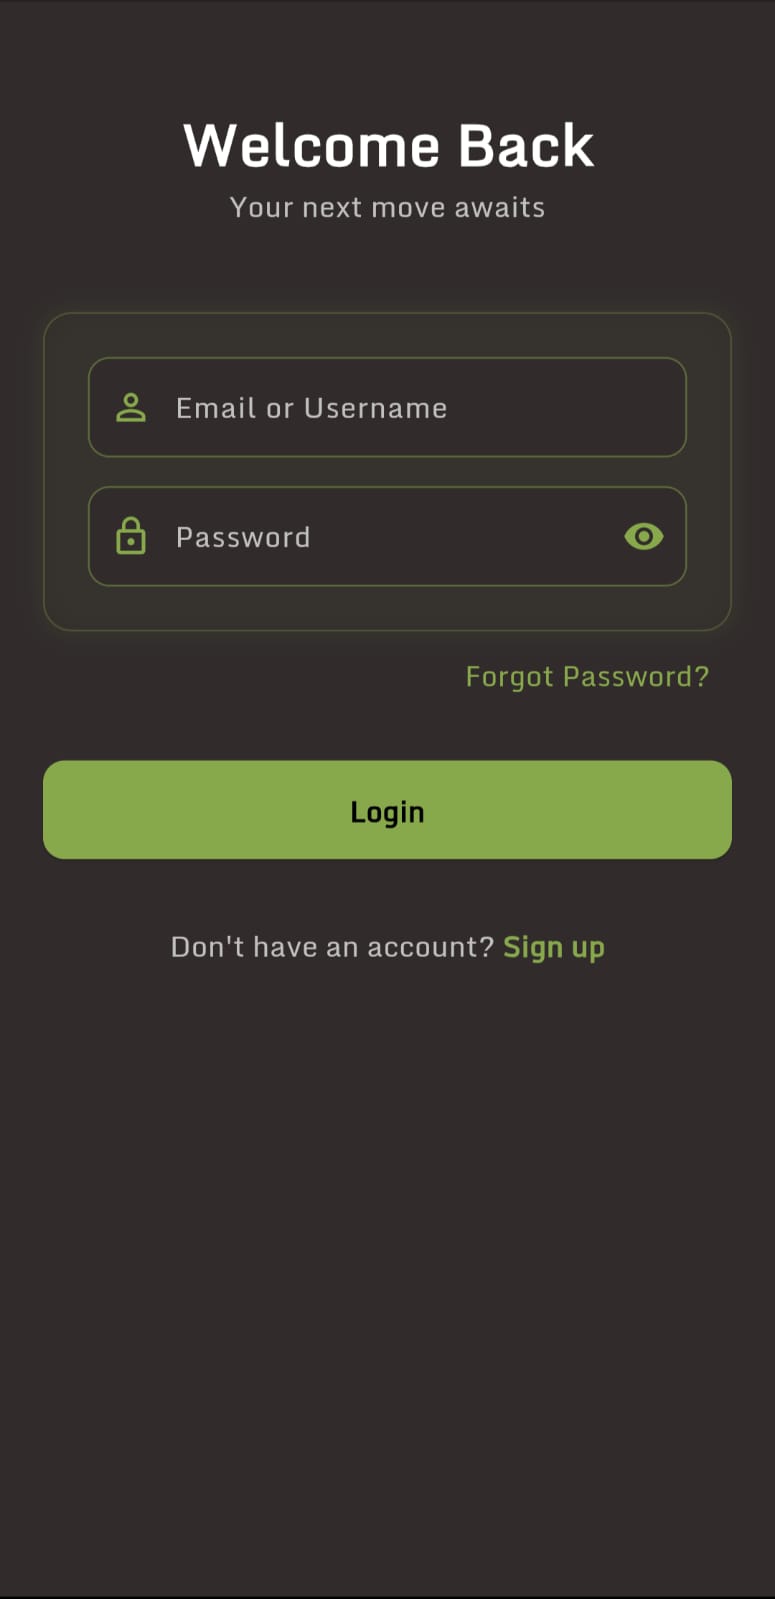 Welcome Back
Your next move awaits
Email or Username
Password
Forgot Password?
Login
Don't have an account? Sign up